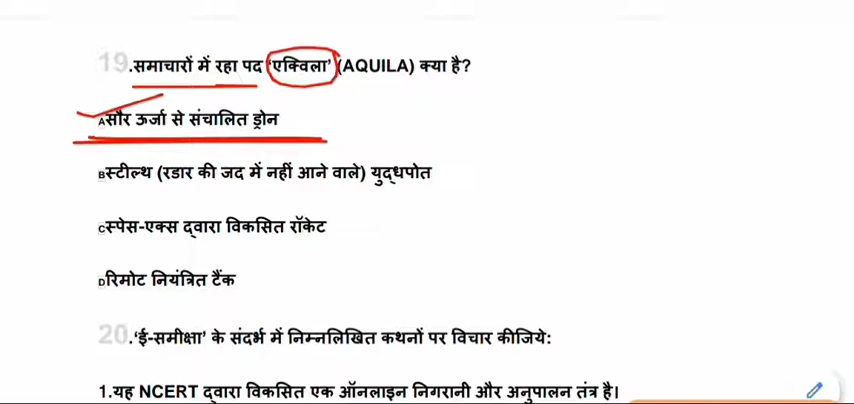 19.समाचारों में रहा पद 'एक्विला' (AQUILA) क्या है?
Aसौर ऊर्जा से संचालित ड्रोन
Bस्टील्थ (रडार की जद में नहीं आने वाले) युद्धपोत
Cस्पेस-एक्स द्वारा विकसित रॉकेट
Dरिमोट नियंत्रित टैंक
20.'ई-समीक्षा' के संदर्भ में निम्नलिखित कथनों पर विचार कीजिये:
1.यह NCERT द्वारा विकसित एक ऑनलाइन निगरानी और अनुपालन तंत्र है।